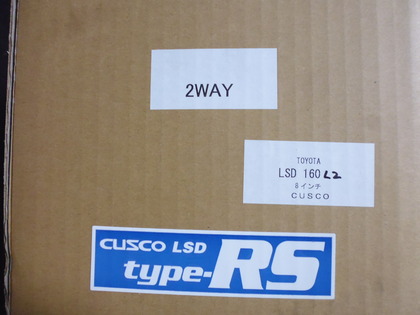 2WAY
TOYOTA
LSD 160 L2
8インチ
CUSCO
CUSCO LSD
type-RS